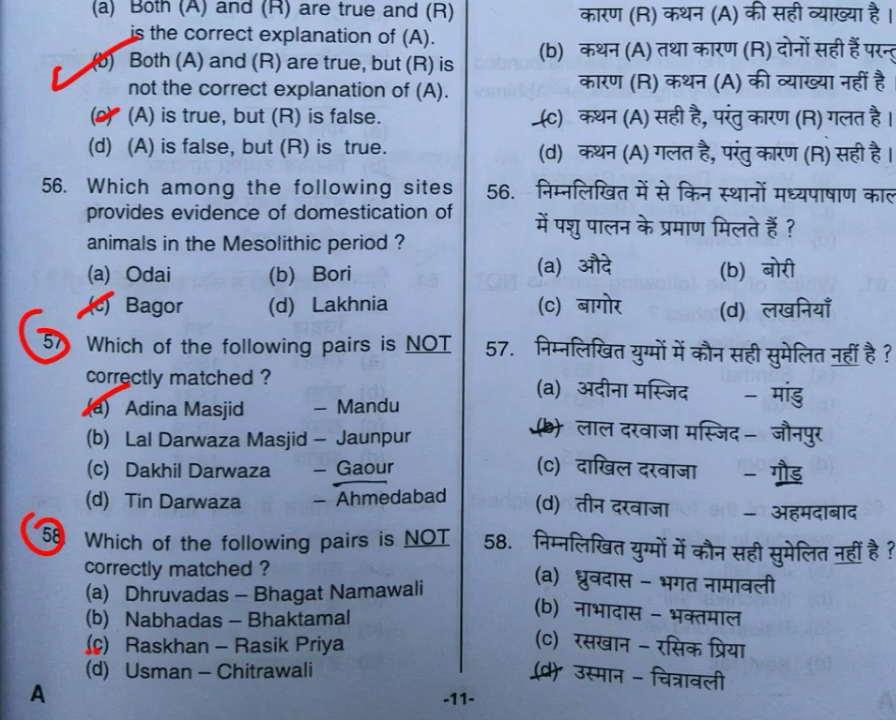 (a) Both (A) and (R) are true and (R)
is the correct explanation of (A).
(b) Both (A) and (R) are true, but (R) is
not the correct explanation of (A).
(c) (A) is true, but (R) is false.
(d) (A) is false, but (R) is true.
56. Which among the following sites
provides evidence of domestication of
animals in the Mesolithic period ?
(a) Odai (b) Bori
(c) Bagor (d) Lakhnia
57. Which of the following pairs is NOT
correctly matched ?
(a) Adina Masjid – Mandu
(b) Lal Darwaza Masjid – Jaunpur
(c) Dakhil Darwaza – Gaour
(d) Tin Darwaza – Ahmedabad
58. Which of the following pairs is NOT
correctly matched ?
(a) Dhruvadas – Bhagat Namawali
(b) Nabhadas – Bhaktamal
(c) Raskhan – Rasik Priya
(d) Usman – Chitrawali
A
कारण (R) कथन (A) की सही व्याख्या है ।
(b) कथन (A) तथा कारण (R) दोनों सही हैं
कारण (R) कथन (A) की व्याख्या नहीं है
(c) कथन (A) सही है, परंतु कारण (R) गलत है ।
(d) कथन (A) गलत है, परंतु कारण (R) सही है ।
56. निम्नलिखित में से किन स्थानों मध्यपाषाण काल
में पशु पालन के प्रमाण मिलते हैं ?
(a) औदे (b) बोरी
(c) बागोर (d) लखनियाँ
57. निम्नलिखित युग्मों में कौन सही सुमेलित नहीं है ?
(a) अदीना मस्जिद – मांडु
(b) लाल दरवाजा मस्जिद – जौनपुर
(c) दाखिल दरवाजा – गौड़
(d) तीन दरवाजा – अहमदाबाद
58. निम्नलिखित युग्मों में कौन सही सुमेलित नहीं है ?
(a) ध्रुवदास – भगत नामावली
(b) नाभादास – भक्तमाल
(c) रसखान – रसिक प्रिया
(d) उस्मान – चित्रावली
-11-